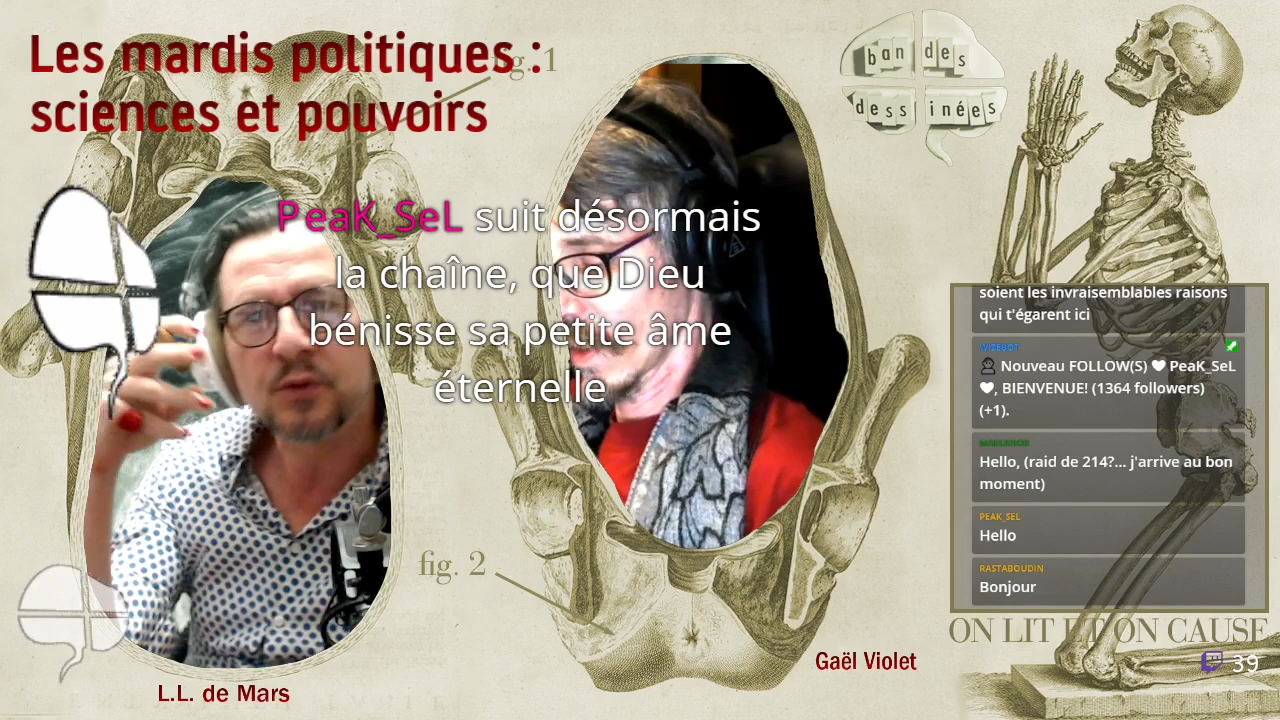 Les mardis politiques :
sciences et pouvoirs
fig. 1
ban des
dess inées
PeaK_SeL suit désormais
la chaîne, que Dieu
bénisse sa petite âme
éternelle
soient les invraisemblables raisons
qui t'égarent ici
WIZEBOT
Nouveau FOLLOW(S) ♥ PeaK_SeL
♥, BIENVENUE! (1364 followers)
(+1).
Hello, (raid de 214?... j'arrive au bon
moment)
PEAK_SEL
Hello
RASTABOUDIN
Bonjour
fig. 2
ON LIT ET ON CAUSE
39
Gaël Violet
L.L. de Mars